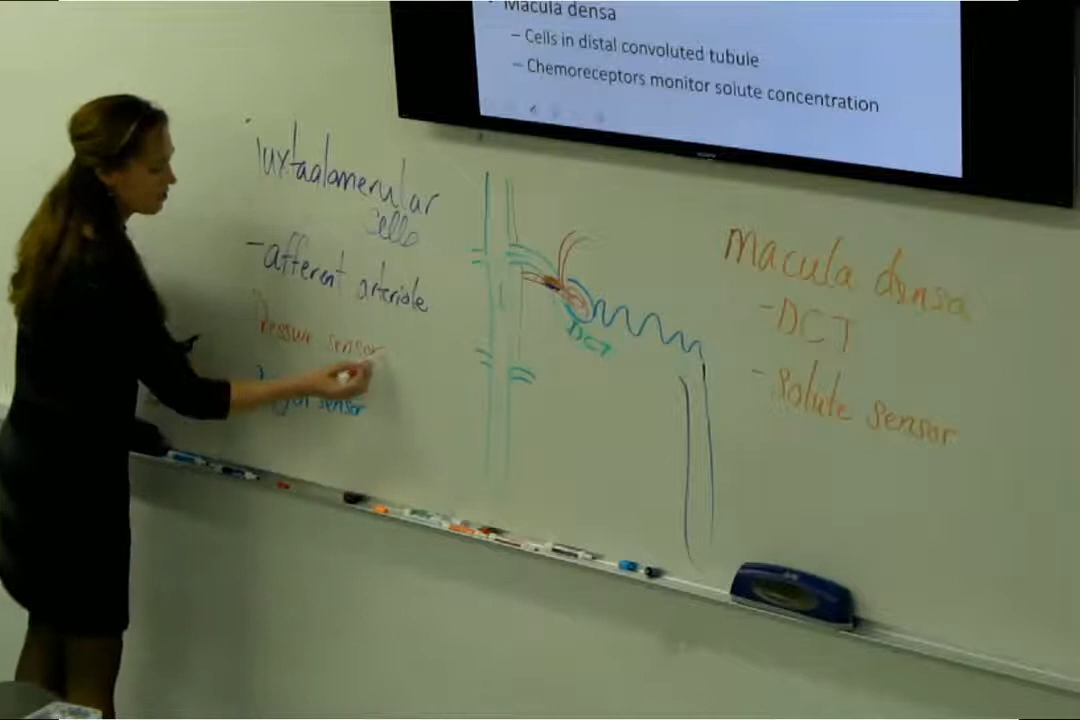 Macula densa
– Cells in distal convoluted tubule
– Chemoreceptors monitor solute concentration
juxtaglomerular
cells
- afferent arteriole
Pressure sensor
sensor
DCT
macula densa
- DCT
- solute sensor